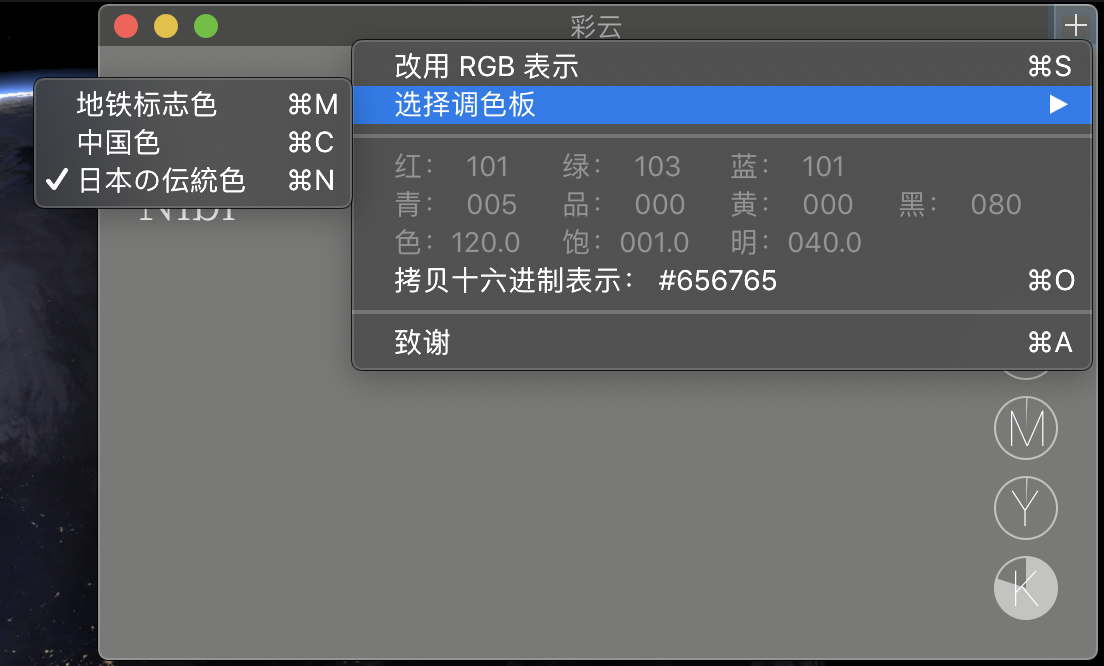 彩云
改用 RGB 表示 ⌘S
选择调色板 ▶
地铁标志色 ⌘M
中国色 ⌘C
✓ 日本の伝統色 ⌘N
红： 101 绿： 103 蓝： 101
青： 005 品： 000 黄： 000 黑： 080
色：120.0 饱：001.0 明：040.0
拷贝十六进制表示： #656765 ⌘O
致谢 ⌘A
M
Y
K